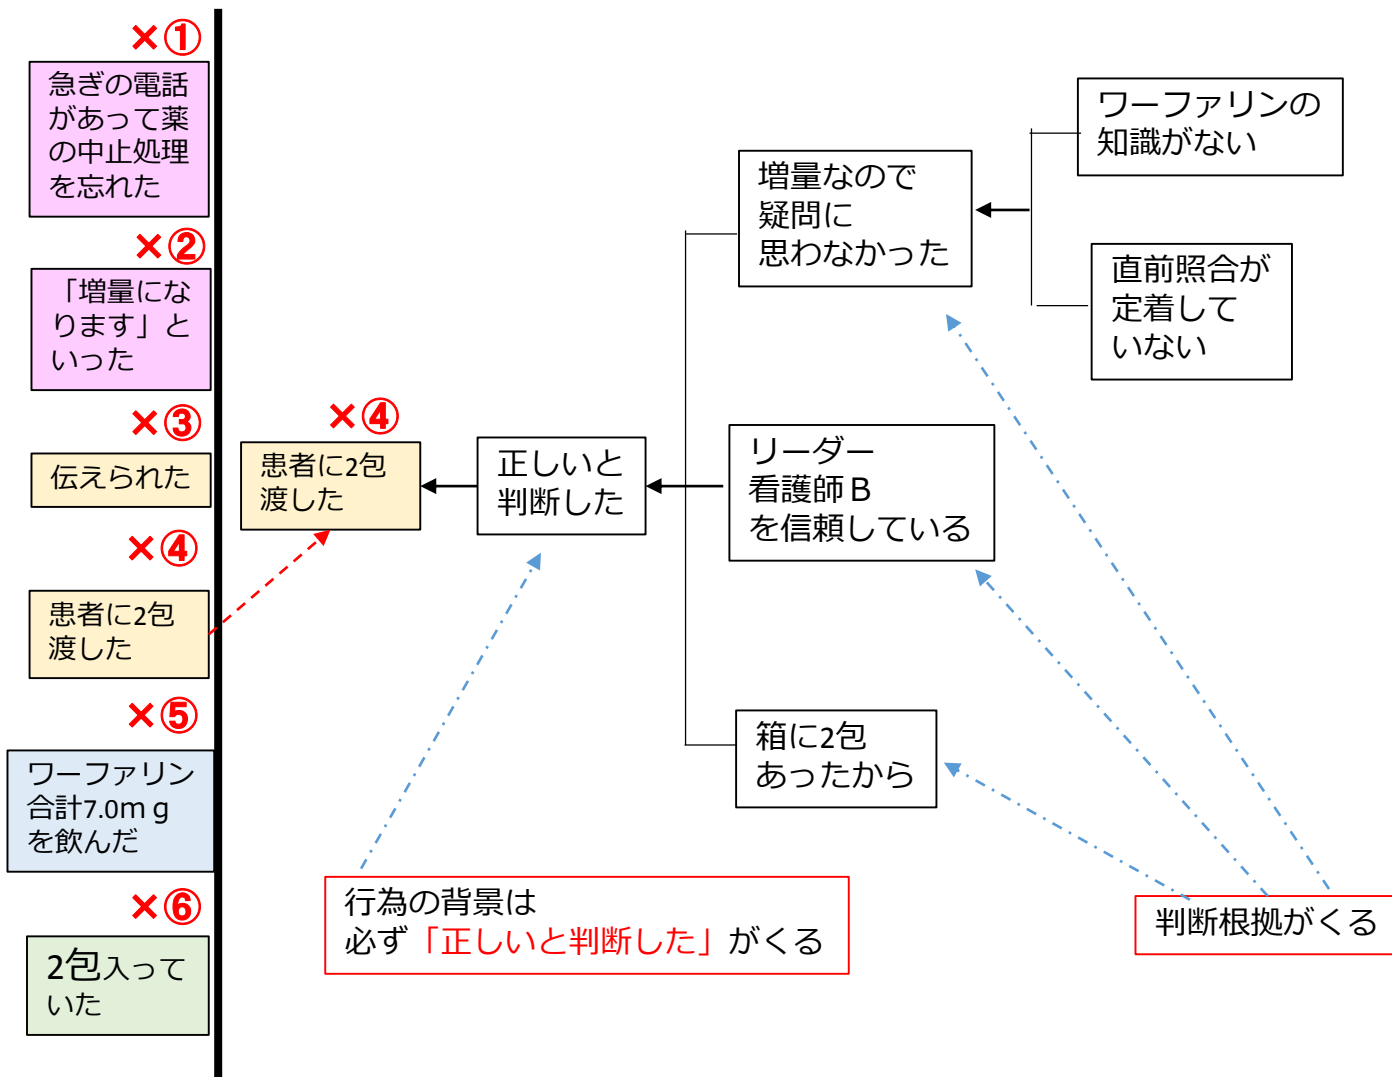 ×①
急ぎの電話
があって薬
の中止処理
を忘れた
×②
「増量にな
ります」と
いった
×③
伝えられた
×④
患者に2包
渡した
×⑤
ワーファリン
合計7.0mｇ
を飲んだ
×⑥
2包入って
いた
×④
患者に2包
渡した
正しいと
判断した
増量なので
疑問に
思わなかった
リーダー
看護師Ｂ
を信頼している
箱に2包
あったから
ワーファリンの
知識がない
直前照合が
定着して
いない
行為の背景は
必ず「正しいと判断した」がくる
判断根拠がくる